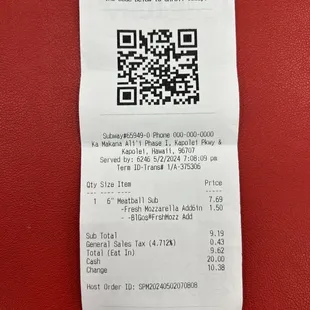 Subway#65949-0 Phone 000-000-0000
Ka Makana Ali'i Phase I, Kapolei Pkwy &
Kapolei, Hawaii, 96707
Served by: 6246 5/2/2024 7:08:09 pm
Term ID-Trans# 1/A-375306
Qty Size Item Price
1 6" Meatball Sub 7.69
-Fresh Mozzarella Add6in 1.50
- -BlGoq#FrshMozz Add
Sub Total 9.19
General Sales Tax (4.712%) 0.43
Total (Eat In) 9.62
Cash 20.00
Change 10.38
Host Order ID: SPM20240502070808